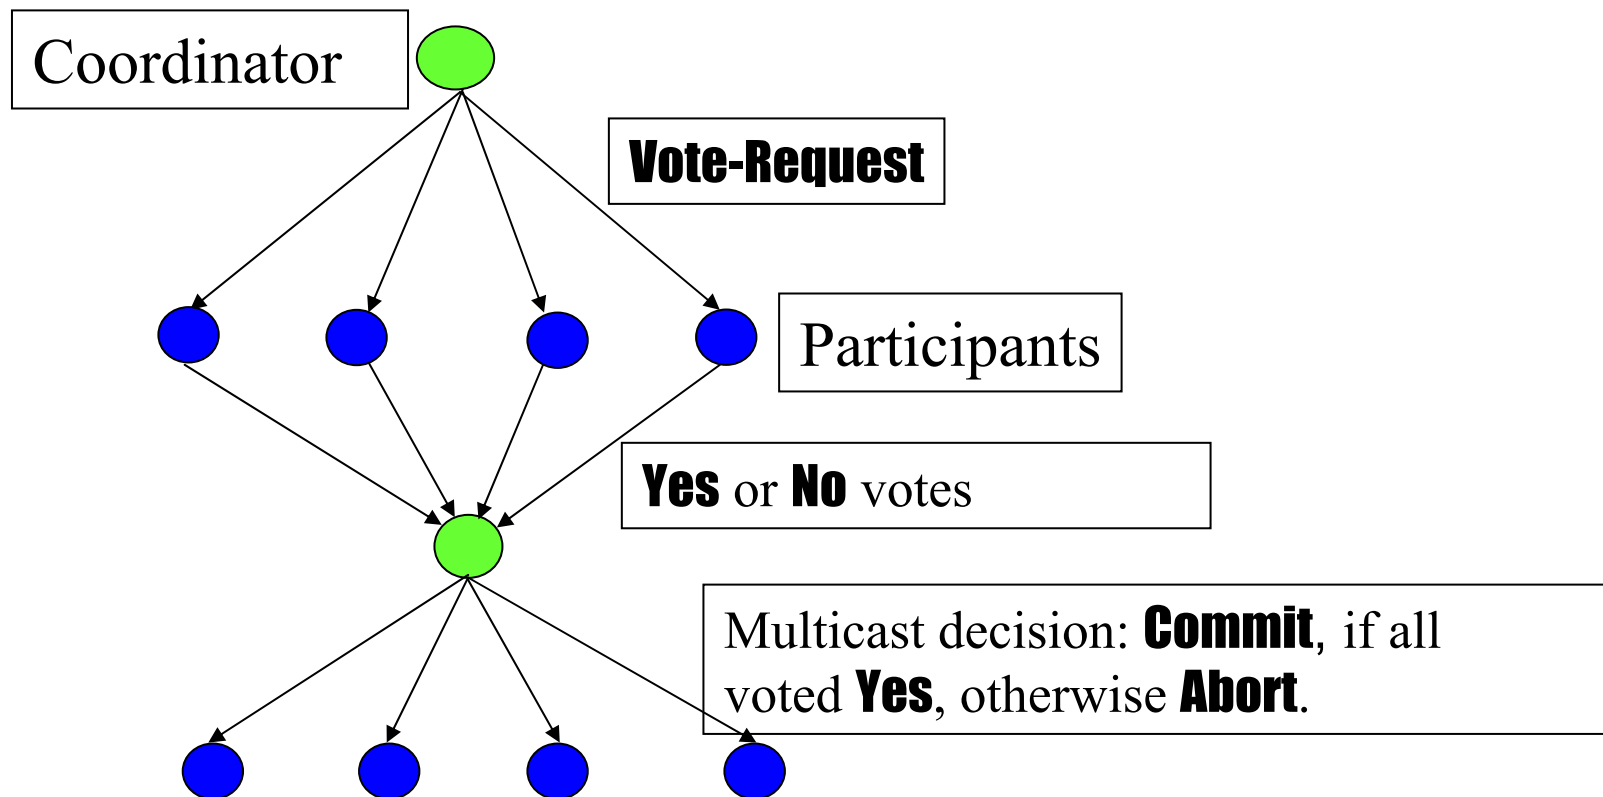 Coordinator
Vote-Request
Participants
Yes or No votes
Multicast decision: Commit, if all
voted Yes, otherwise Abort.